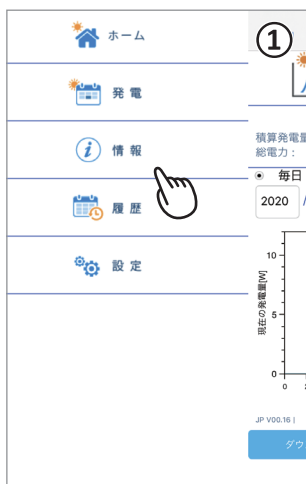 ホーム
発電
情報
履歴
設定
①
積算発電量
総電力：
毎日
2020 /
現在の発電量[W]
10
5
0
0
JP V00.16 |
ダウ